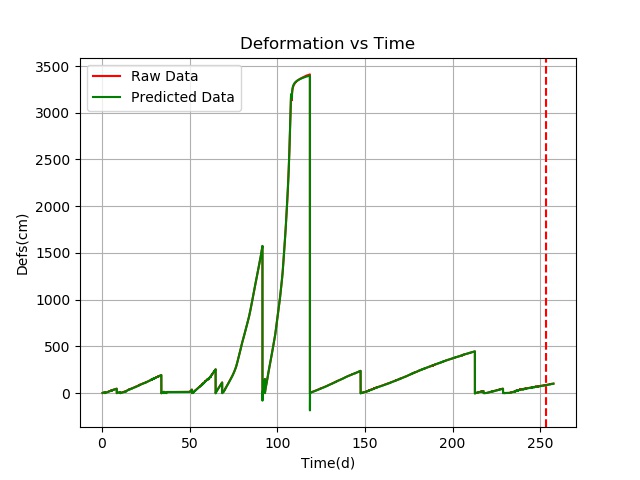 Deformation vs Time
Raw Data
Predicted Data
Defs(cm)
3500
3000
2500
2000
1500
1000
500
0
0 50 100 150 200 250
Time(d)